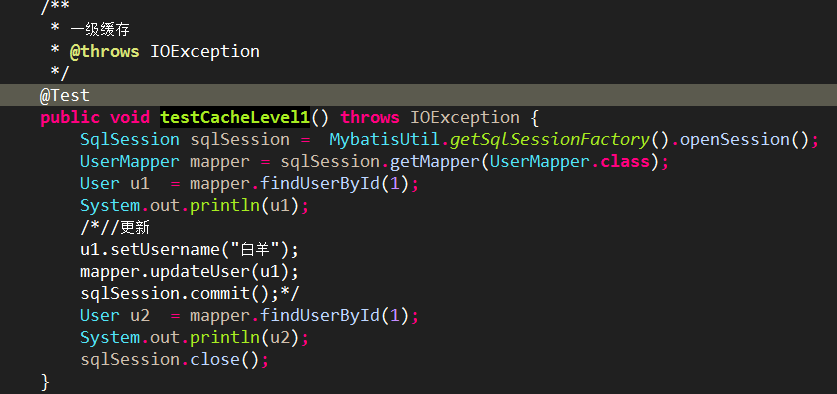 /**
 * 一级缓存
 * @throws IOException
 */
@Test
public void testCacheLevel1() throws IOException {
    SqlSession sqlSession =  MybatisUtil.getSqlSessionFactory().openSession();
    UserMapper mapper = sqlSession.getMapper(UserMapper.class);
    User u1  = mapper.findUserById(1);
    System.out.println(u1);
    /*//更新
    u1.setUsername("白羊");
    mapper.updateUser(u1);
    sqlSession.commit();*/
    User u2  = mapper.findUserById(1);
    System.out.println(u2);
    sqlSession.close();
}